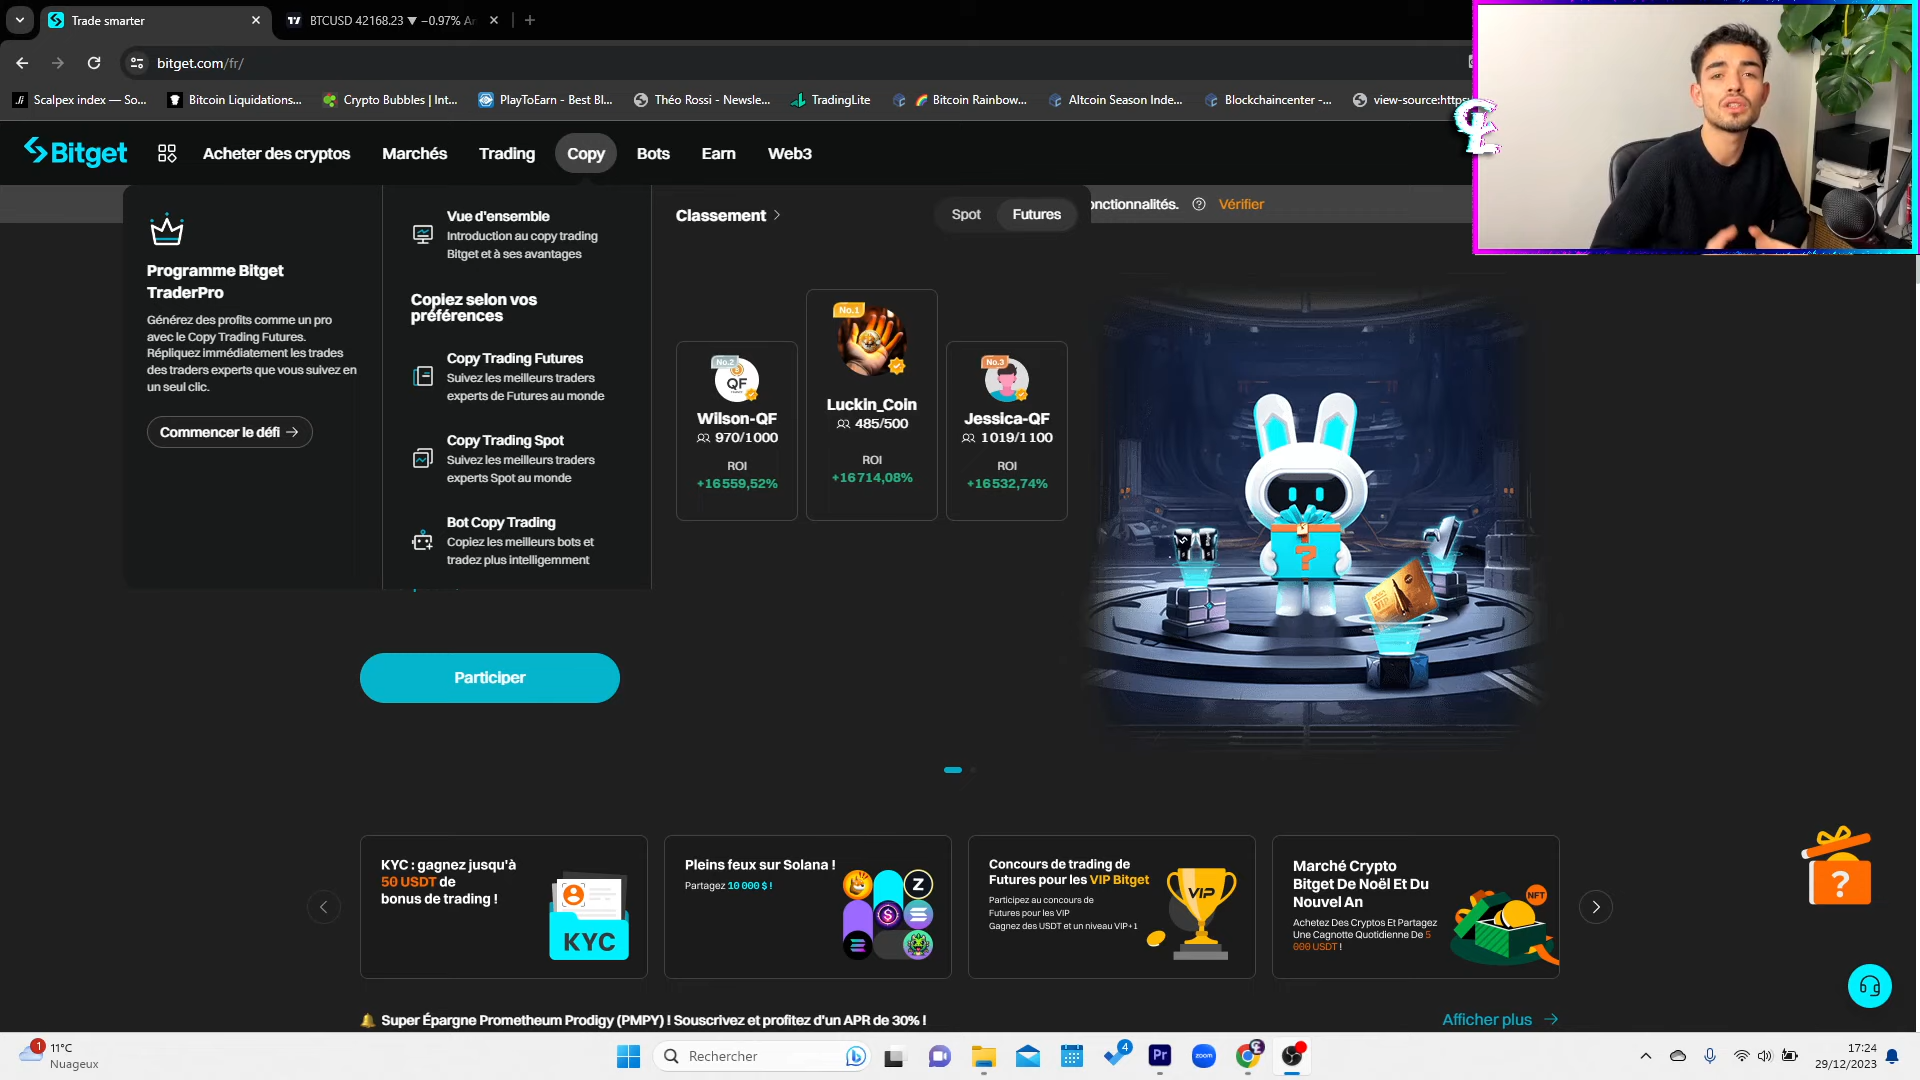 Trade smarter
BTCUSD 42168.23 ▼ −0.97%
bitget.com/fr/
Scalpex index — So...
Bitcoin Liquidations...
Crypto Bubbles | Int...
PlayToEarn - Best Bl...
Théo Rossi - Newsle...
TradingLite
Bitcoin Rainbow...
Altcoin Season Inde...
Blockchaincenter -...
view-source:https
Bitget
Acheter des cryptos
Marchés
Trading
Copy
Bots
Earn
Web3
Programme Bitget
TraderPro
Générez des profits comme un pro
avec le Copy Trading Futures.
Répliquez immédiatement les trades
des traders experts que vous suivez en
un seul clic.
Commencer le défi →
Vue d'ensemble
Introduction au copy trading
Bitget et à ses avantages
Copiez selon vos
préférences
Copy Trading Futures
Suivez les meilleurs traders
experts de Futures au monde
Copy Trading Spot
Suivez les meilleurs traders
experts Spot au monde
Bot Copy Trading
Copiez les meilleurs bots et
tradez plus intelligemment
Classement >
Spot
Futures
onctionnalités.
Vérifier
No.2
QF
Wilson-QF
970/1000
ROI
+16 559,52%
No.1
Luckin_Coin
485/500
ROI
+16 714,08%
No.3
Jessica-QF
1019/1100
ROI
+16 532,74%
?
VIP
Participer
KYC : gagnez jusqu'à
50 USDT de
bonus de trading !
KYC
Pleins feux sur Solana !
Partagez 10 000 $ !
Z
Concours de trading de
Futures pour les VIP Bitget
Participez au concours de
Futures pour les VIP
Gagnez des USDT et un niveau VIP+1
VIP
Marché Crypto
Bitget De Noël Et Du
Nouvel An
Achetez Des Cryptos Et Partagez
Une Cagnotte Quotidienne De 5
000 USDT !
NFT
?
Super Épargne Prometheum Prodigy (PMPY) ! Souscrivez et profitez d'un APR de 30% !
Afficher plus →
1
11°C
Nuageux
Rechercher
4
Pr
zoom
17:24
29/12/2023